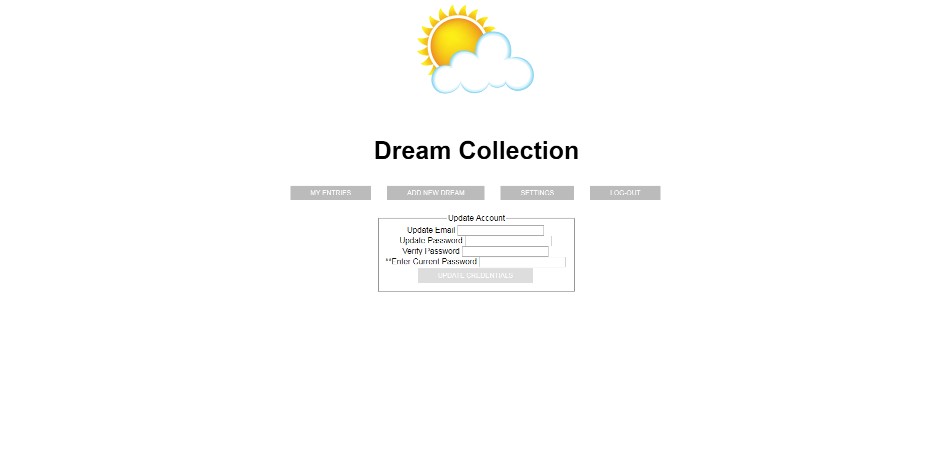 Dream Collection
MY ENTRIES ADD NEW DREAM SETTINGS LOG-OUT
Update Account
Update Email
Update Password
Verify Password
**Enter Current Password
UPDATE CREDENTIALS